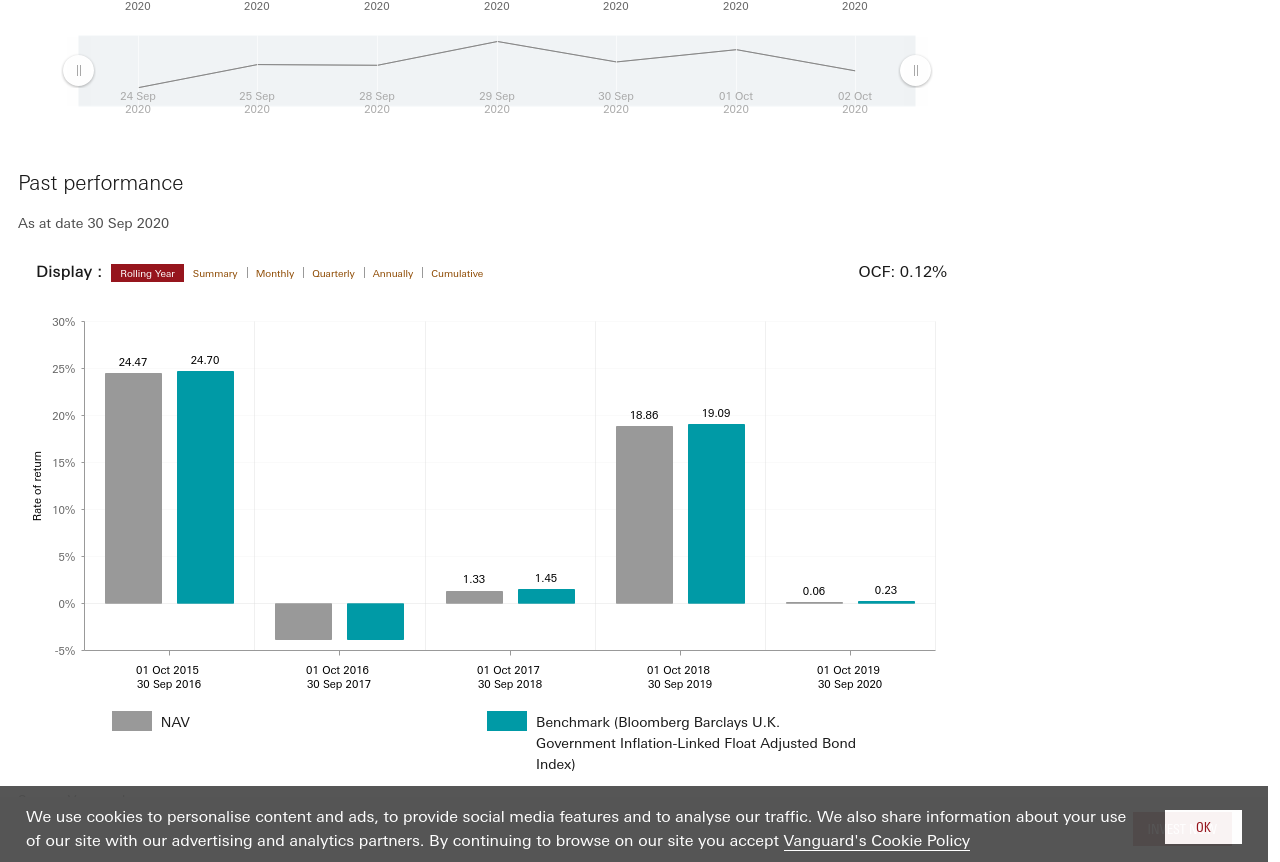 2020 2020 2020 2020 2020 2020 2020
24 Sep 25 Sep 28 Sep 29 Sep 30 Sep 01 Oct 02 Oct
2020 2020 2020 2020 2020 2020 2020
Past performance
As at date 30 Sep 2020
Display : Rolling Year Summary Monthly Quarterly Annually Cumulative OCF: 0.12%
30%
25%
20%
15%
10%
5%
0%
-5%
Rate of return
24.47 24.70
1.33 1.45
18.86 19.09
0.06 0.23
01 Oct 2015 01 Oct 2016 01 Oct 2017 01 Oct 2018 01 Oct 2019
30 Sep 2016 30 Sep 2017 30 Sep 2018 30 Sep 2019 30 Sep 2020
NAV
Benchmark (Bloomberg Barclays U.K.
Government Inflation-Linked Float Adjusted Bond
Index)
We use cookies to personalise content and ads, to provide social media features and to analyse our traffic. We also share information about your use
of our site with our advertising and analytics partners. By continuing to browse on our site you accept Vanguard's Cookie Policy
OK